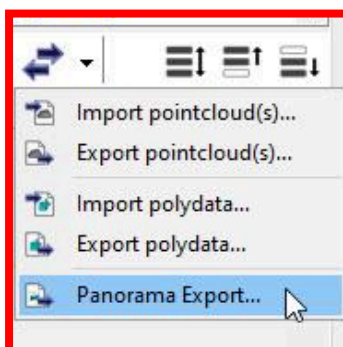 Import pointcloud(s)...
Export pointcloud(s)...
Import polydata...
Export polydata...
Panorama Export...